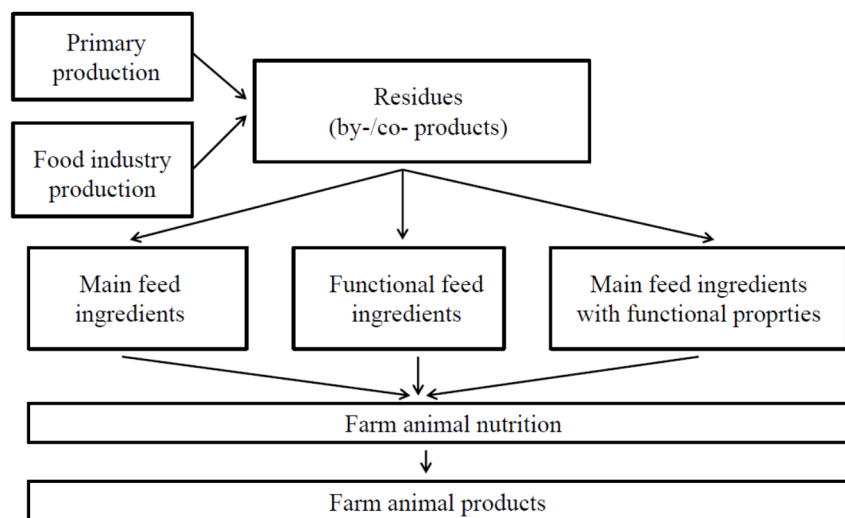 Primary
production
Residues
(by-/co- products)
Food industry
production
Main feed
ingredients
Functional feed
ingredients
Main feed ingredients
with functional proprties
Farm animal nutrition
Farm animal products